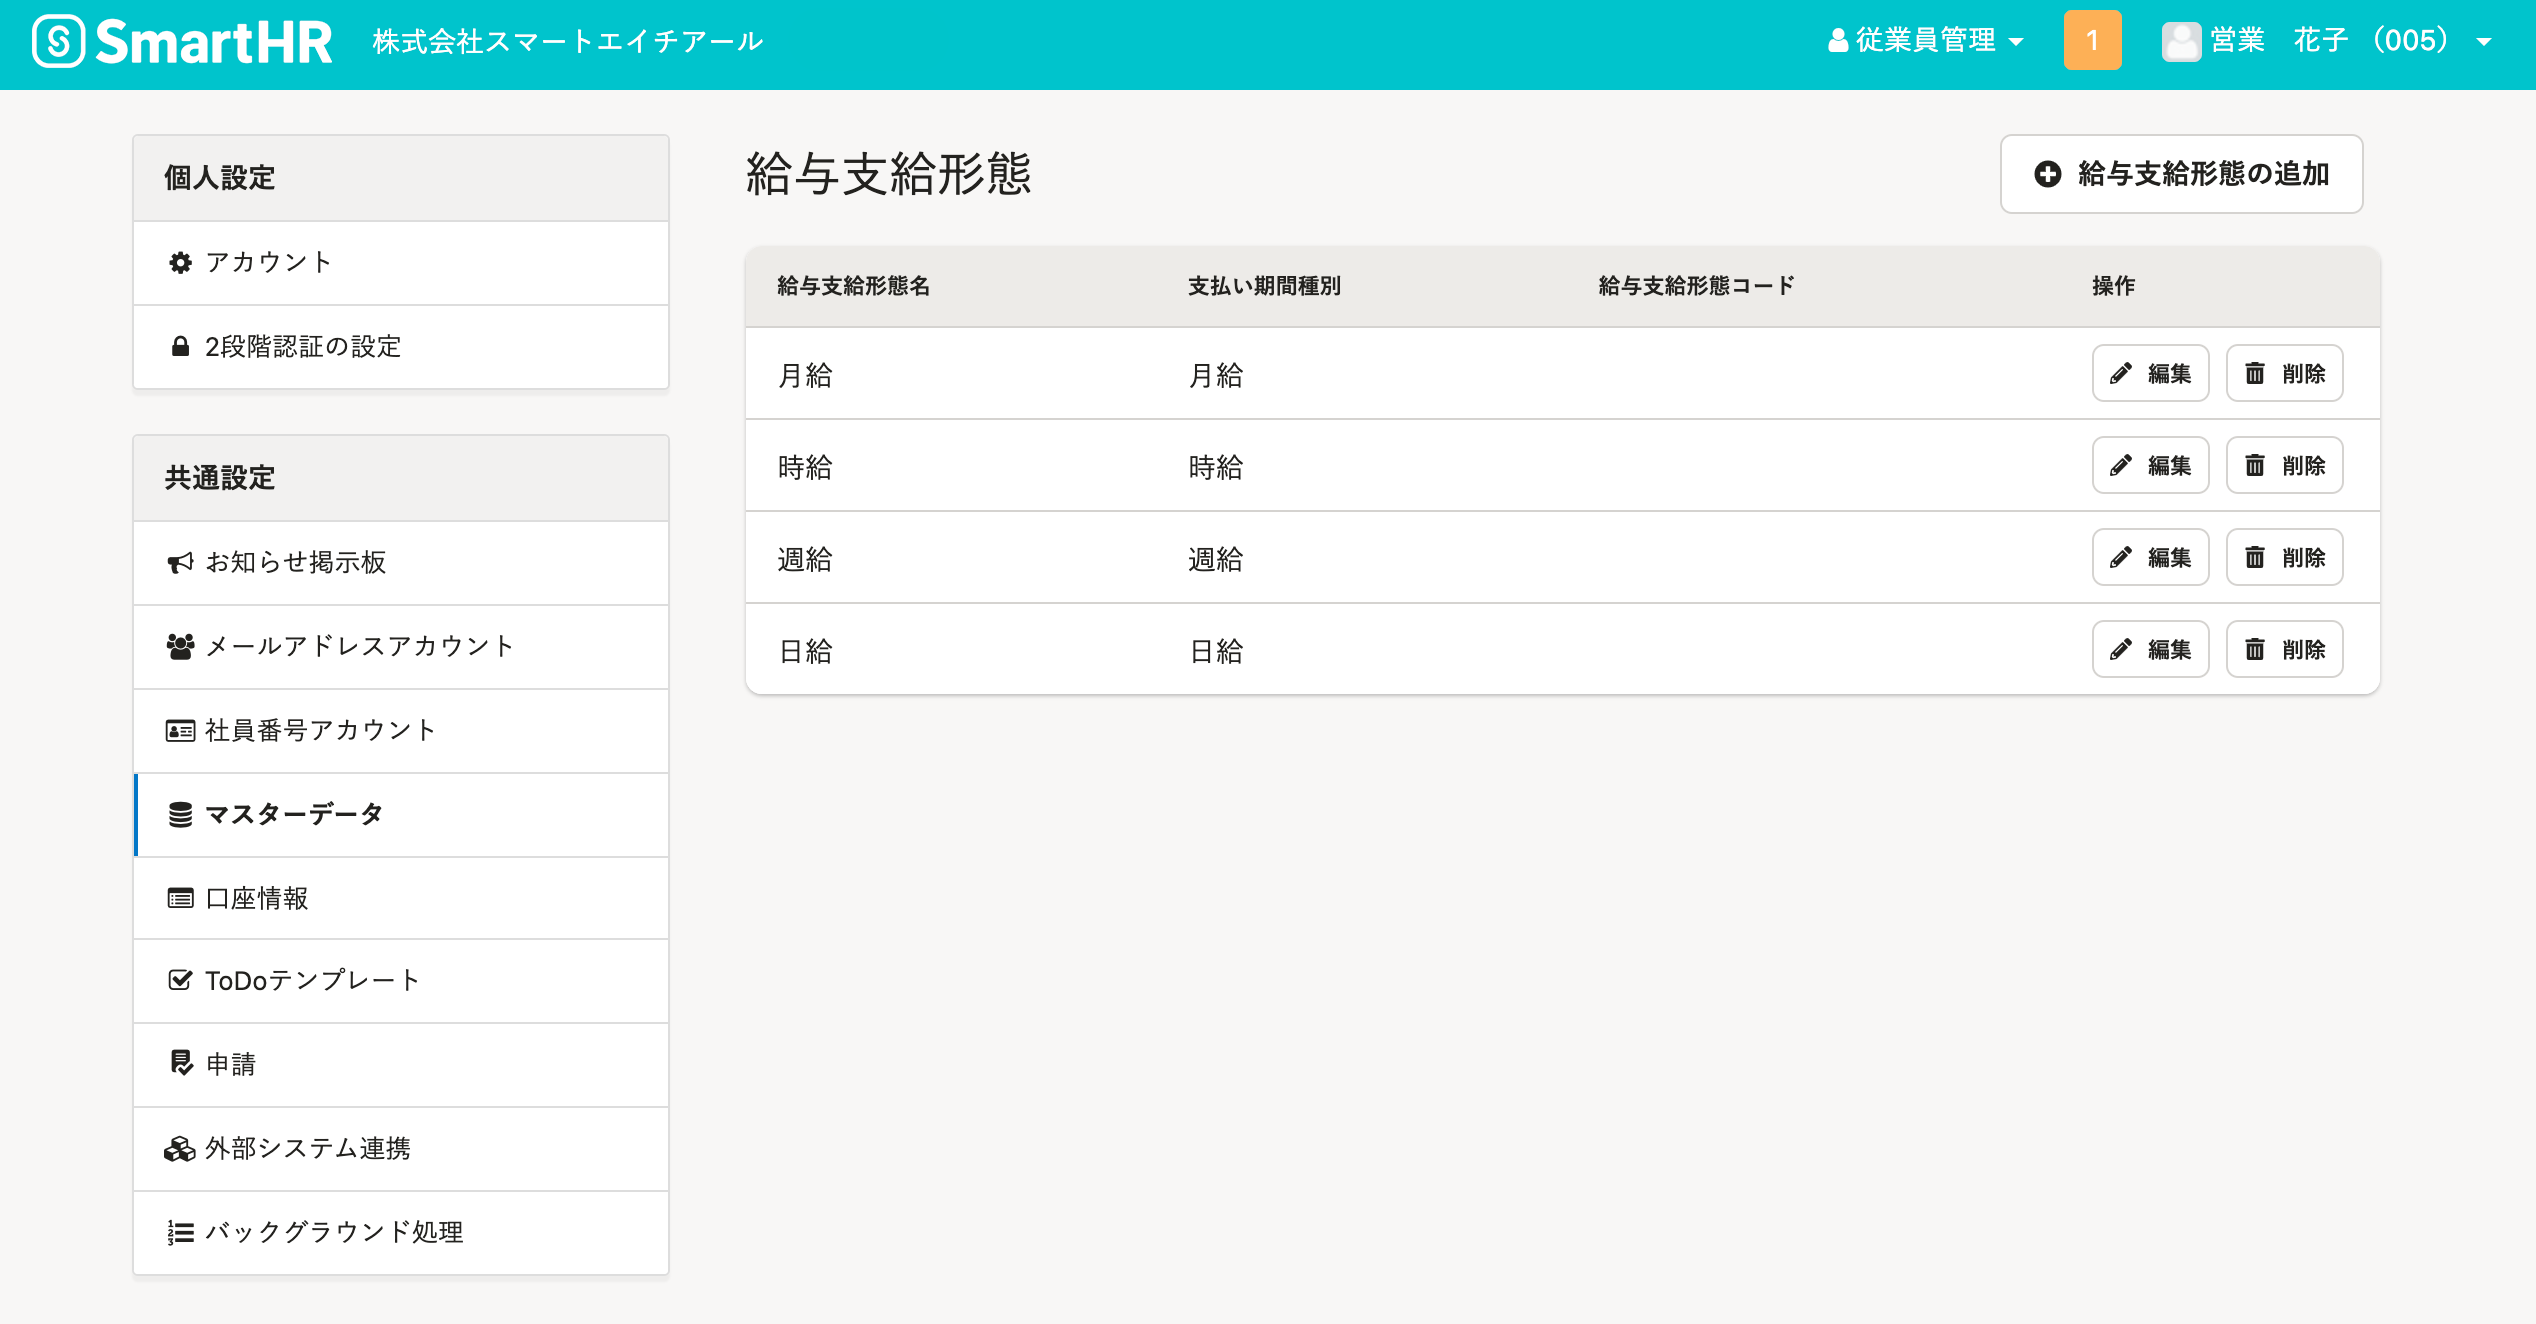 SmartHR 株式会社スマートエイチアール 従業員管理 1 営業 花子 （005）
個人設定
アカウント
2段階認証の設定
共通設定
お知らせ掲示板
メールアドレスアカウント
社員番号アカウント
マスターデータ
口座情報
ToDoテンプレート
申請
外部システム連携
バックグラウンド処理
給与支給形態
給与支給形態の追加
給与支給形態名 支払い期間種別 給与支給形態コード 操作
月給 月給 編集 削除
時給 時給 編集 削除
週給 週給 編集 削除
日給 日給 編集 削除